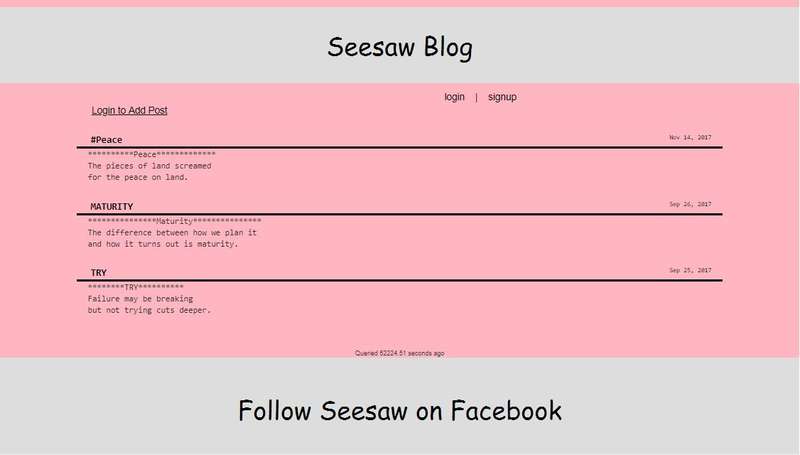 Seesaw Blog
login | signup
Login to Add Post
#Peace Nov 14, 2017
**********Peace*************
The pieces of land screamed
for the peace on land.
MATURITY Sep 26, 2017
***************Maturity***************
The difference between how we plan it
and how it turns out is maturity.
TRY Sep 25, 2017
********TRY**********
Failure may be breaking
but not trying cuts deeper.
Queried 62224.51 seconds ago
Follow Seesaw on Facebook